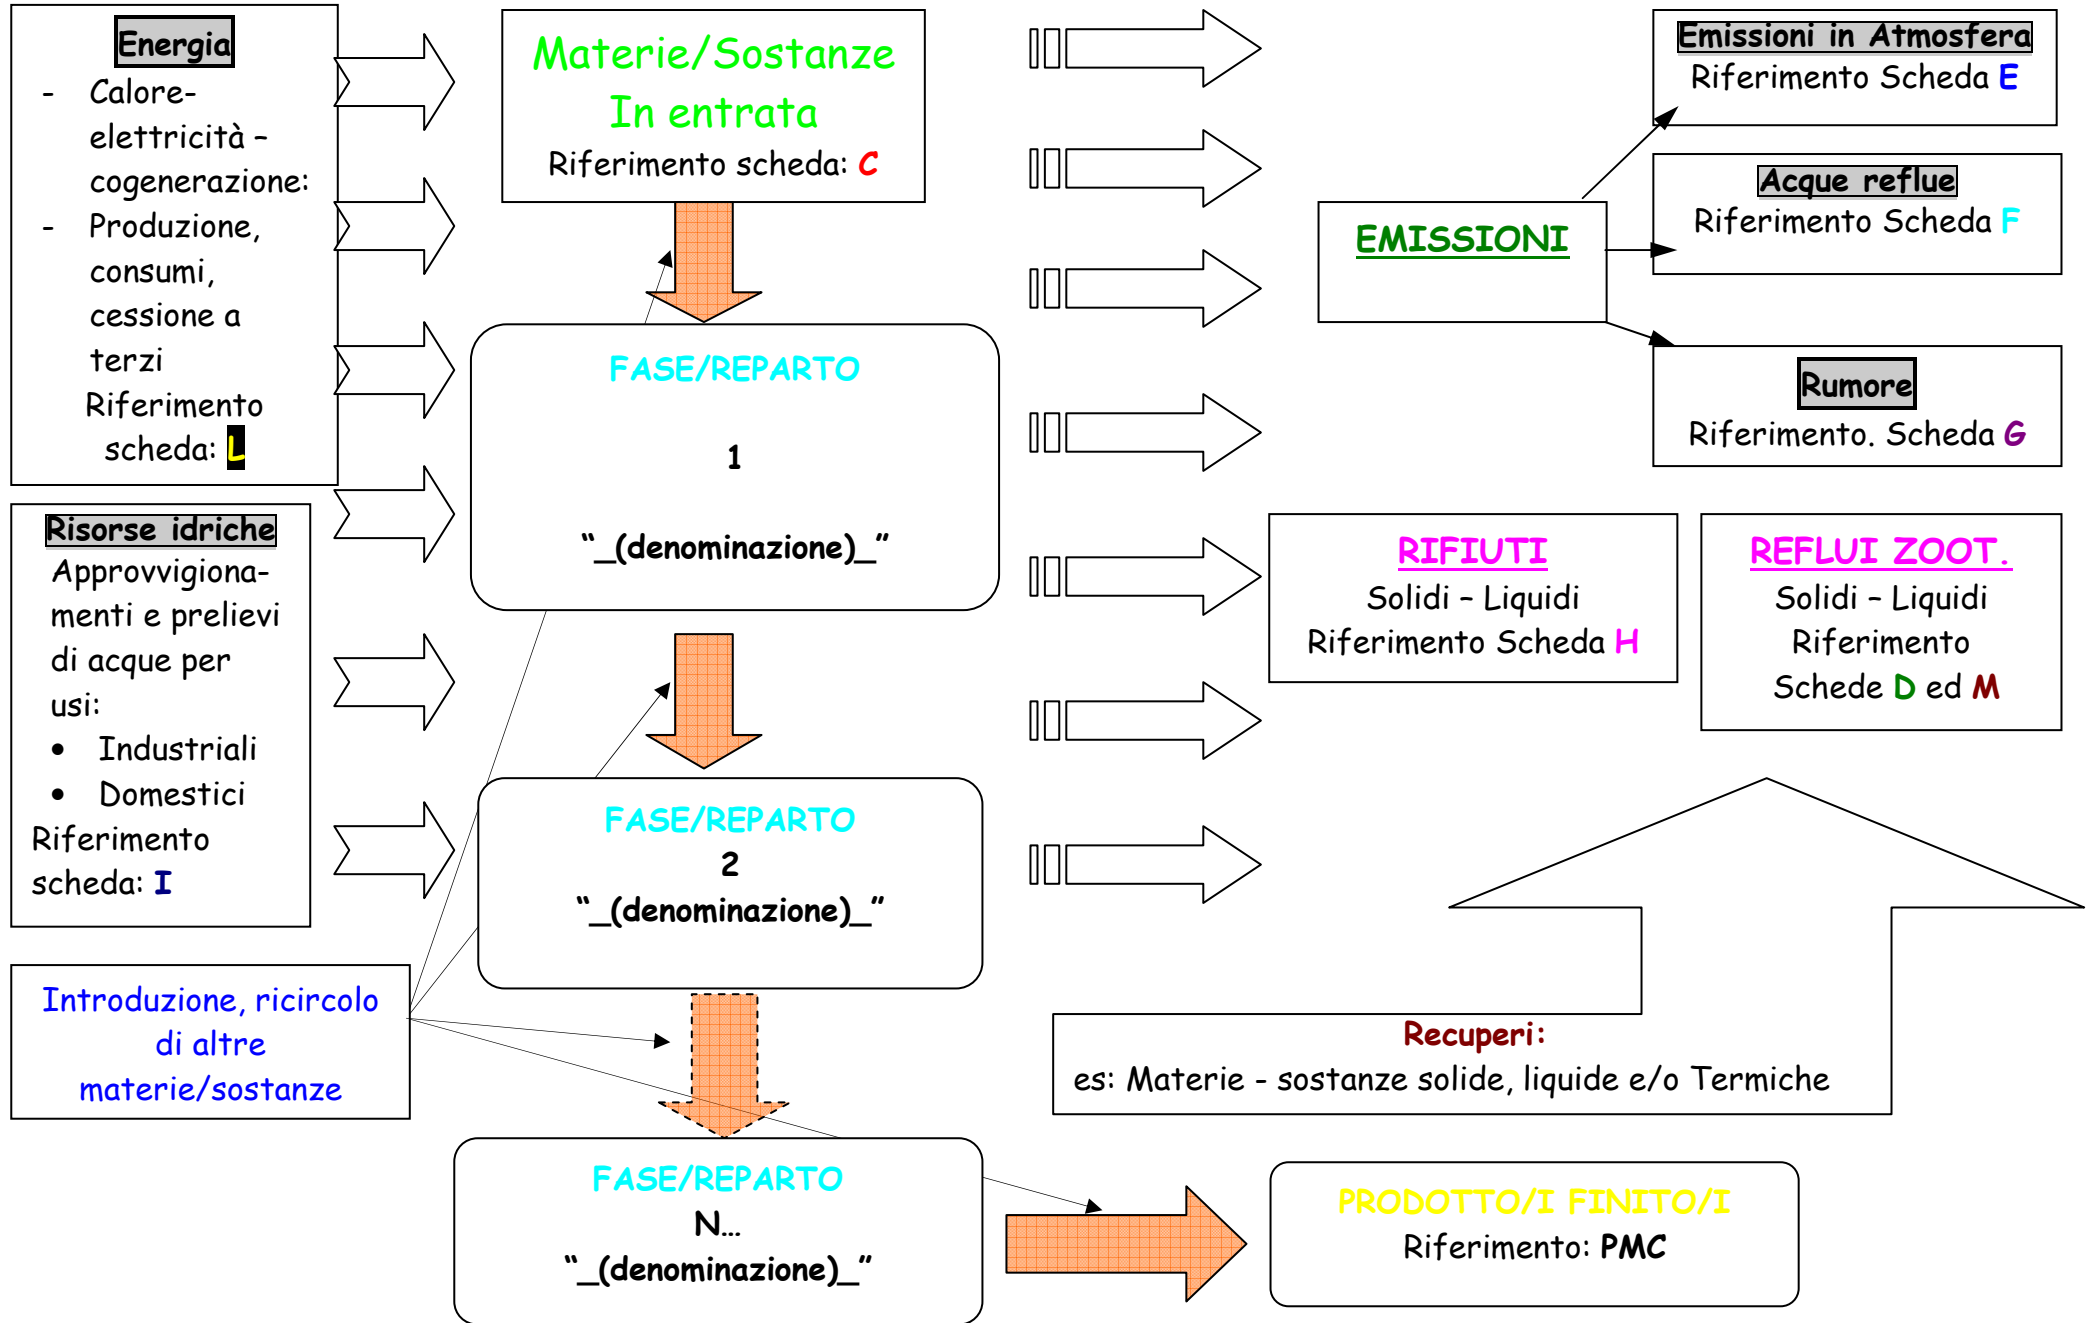 Energia
- Calore-
elettricità –
cogenerazione:
- Produzione,
consumi,
cessione a
terzi
Riferimento
scheda: L
Risorse idriche
Approvvigiona-
menti e prelievi
di acque per
usi:
• Industriali
• Domestici
Riferimento
scheda: I
Introduzione, ricircolo
di altre
materie/sostanze
Materie/Sostanze
In entrata
Riferimento scheda: C
FASE/REPARTO
1
“_(denominazione)_”
FASE/REPARTO
2
“_(denominazione)_”
FASE/REPARTO
N…
“_(denominazione)_”
EMISSIONI
Emissioni in Atmosfera
Riferimento Scheda E
Acque reflue
Riferimento Scheda F
Rumore
Riferimento. Scheda G
RIFIUTI
Solidi – Liquidi
Riferimento Scheda H
REFLUI ZOOT.
Solidi – Liquidi
Riferimento
Schede D ed M
Recuperi:
es: Materie - sostanze solide, liquide e/o Termiche
PRODOTTO/I FINITO/I
Riferimento: PMC